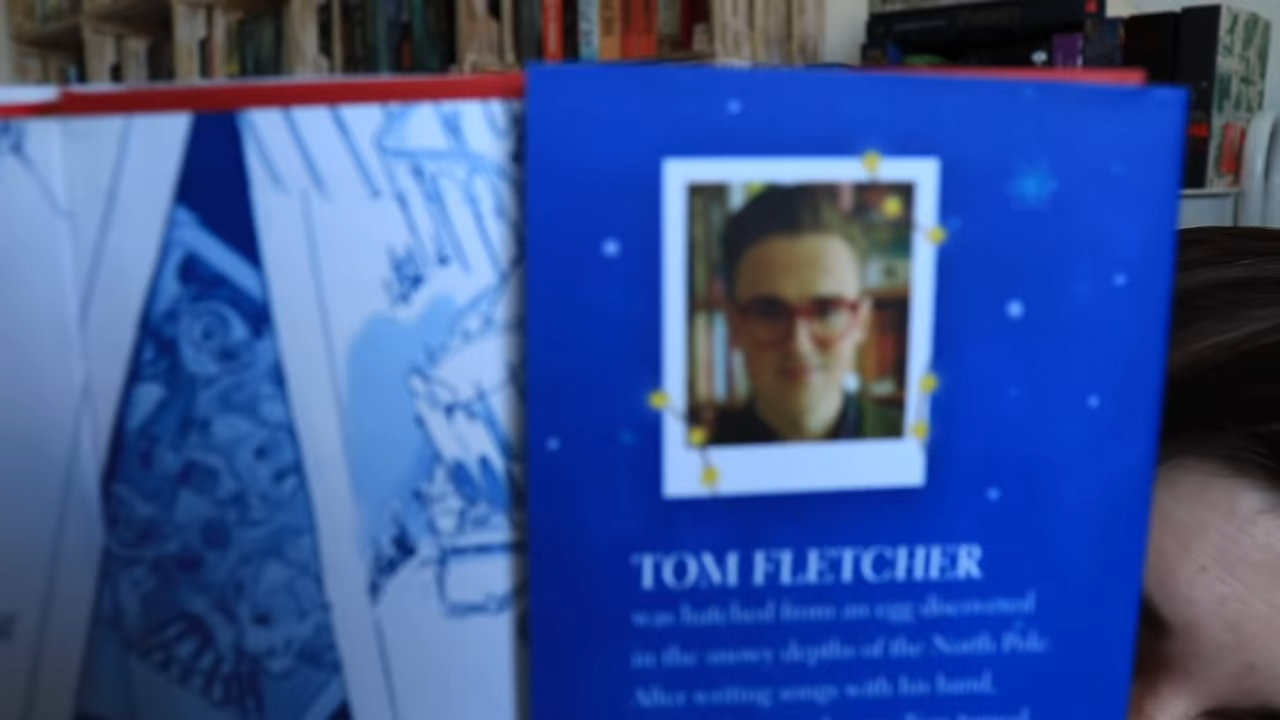 TOM FLETCHER
was hatched from an egg discovered
in the snowy depths of the North Pole.
After writing songs with his band,